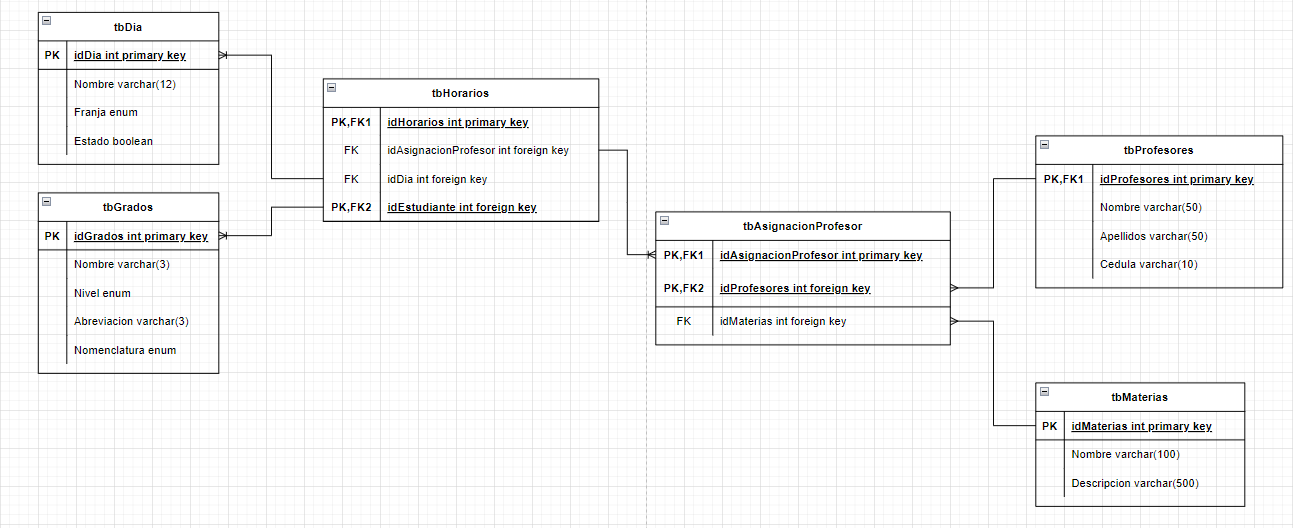 tbDia
PK idDia int primary key
Nombre varchar(12)
Franja enum
Estado boolean
tbGrados
PK idGrados int primary key
Nombre varchar(3)
Nivel enum
Abreviacion varchar(3)
Nomenclatura enum
tbHorarios
PK,FK1 idHorarios int primary key
FK idAsignacionProfesor int foreign key
FK idDia int foreign key
PK,FK2 idEstudiante int foreign key
tbAsignacionProfesor
PK,FK1 idAsignacionProfesor int primary key
PK,FK2 idProfesores int foreign key
FK idMaterias int foreign key
tbProfesores
PK,FK1 idProfesores int primary key
Nombre varchar(50)
Apellidos varchar(50)
Cedula varchar(10)
tbMaterias
PK idMaterias int primary key
Nombre varchar(100)
Descripcion varchar(500)